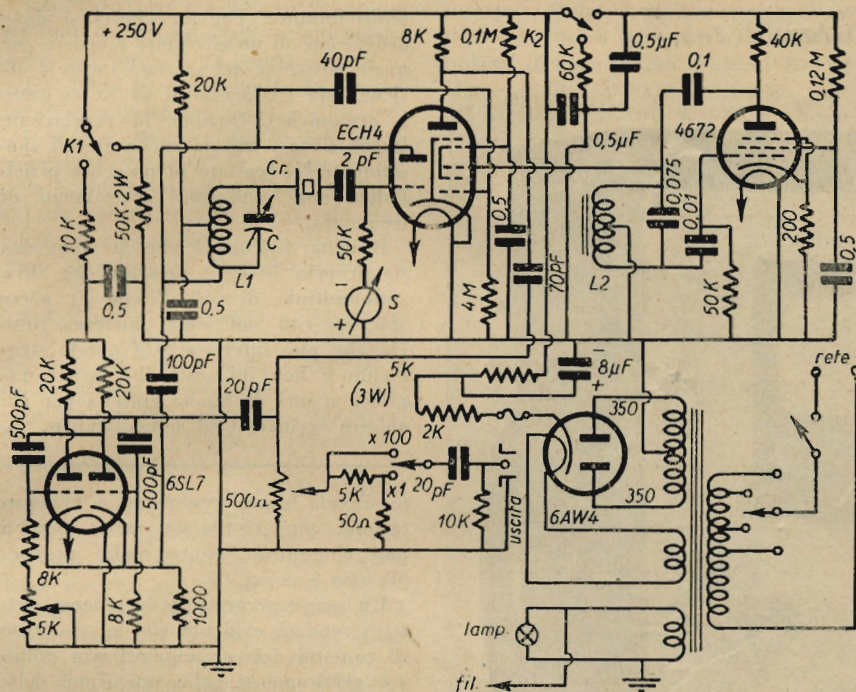 + 250 V
8K
0,1M
K2
0,5µF
40K
20K
40pF
60K
0,1
0,12 M
ECH4
4672
K1
Cr.
2 pF
0,5µF
10K
50K-2W
C
50K
0,5
0,075
0,01
200
L1
-
S
+
4M
70pF
L2
50K
0,5
0,5
0,5
20K
20K
100pF
20 pF
5K
-
8µF
+
rete
(3W)
350
500pF
2K
x 100
500pF
6SL7
500Ω
5K
x1
20pF
350
50Ω
10K
uscita
6AW4
8K
5K
8K
1000
lamp.
fil.